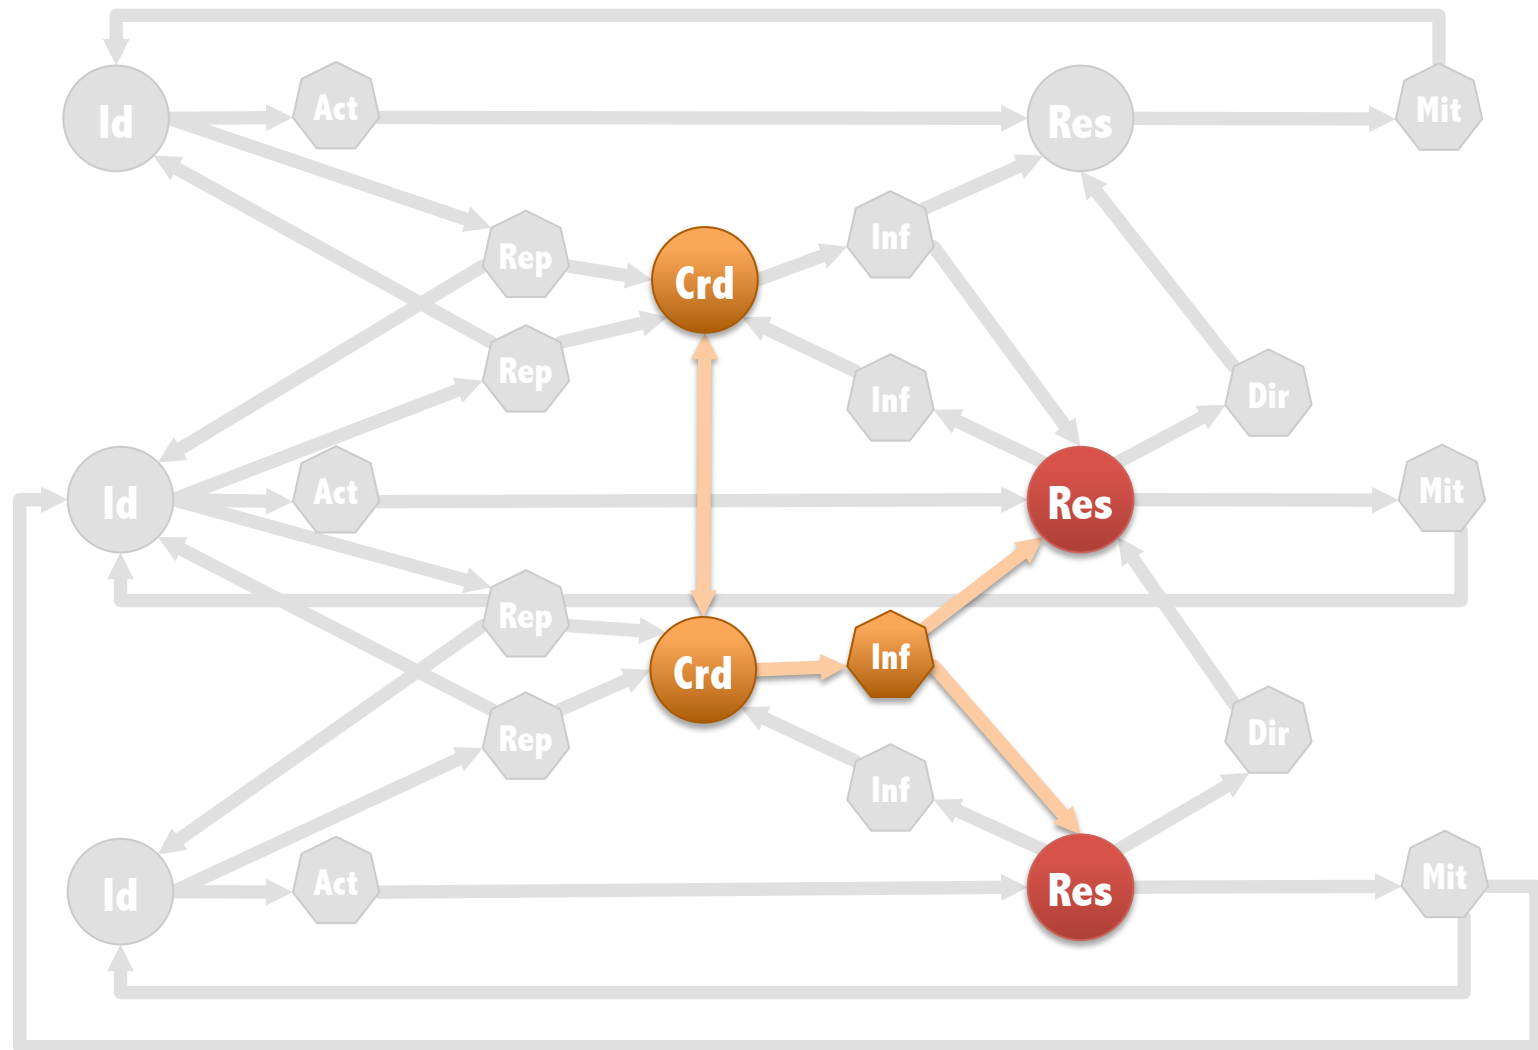 Id
Act
Res
Mit
Rep
Crd
Inf
Rep
Inf
Dir
Id
Act
Res
Mit
Rep
Crd
Inf
Rep
Inf
Dir
Id
Act
Res
Mit